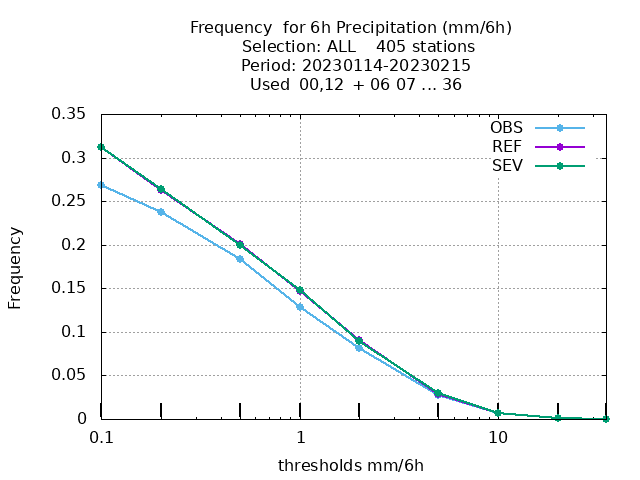 Frequency  for 6h Precipitation (mm/6h)
Selection: ALL    405 stations
Period: 20230114-20230215
Used  00,12  + 06 07 ... 36
OBS
REF
SEV
0.35
0.3
0.25
0.2
0.15
0.1
0.05
0
Frequency
0.1
1
10
thresholds mm/6h